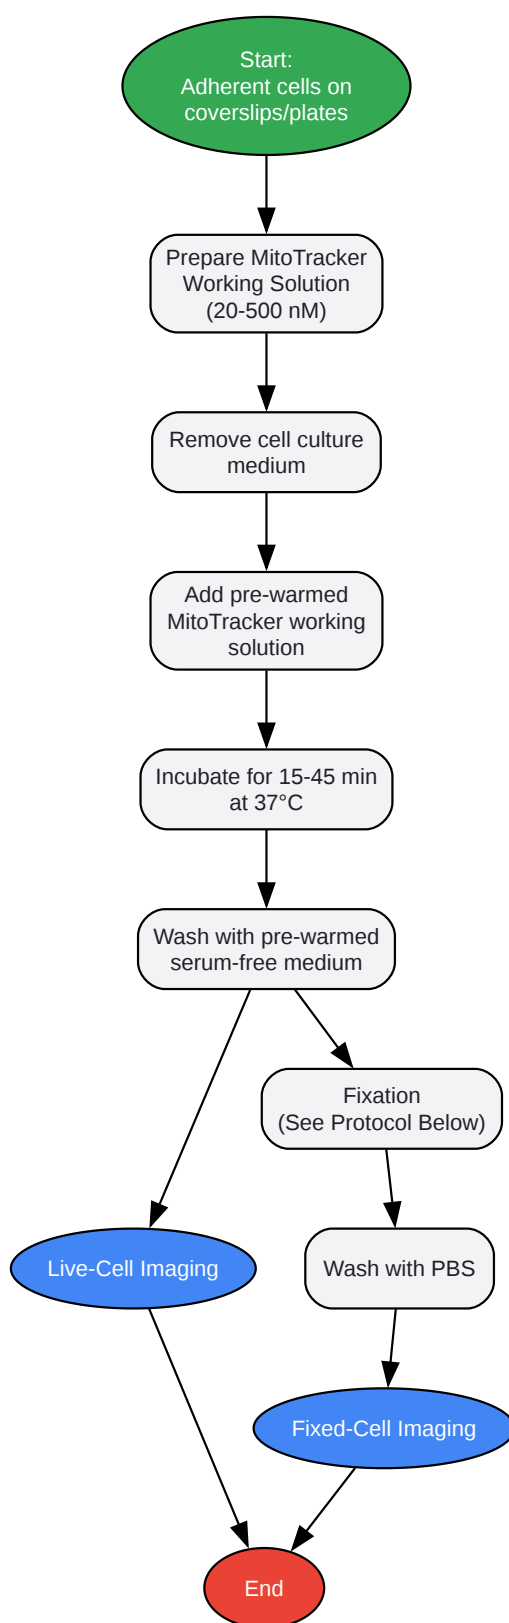 Start:
Adherent cells on
coverslips/plates
Prepare MitoTracker
Working Solution
(20-500 nM)
Remove cell culture
medium
Add pre-warmed
MitoTracker working
solution
Incubate for 15-45 min
at 37°C
Wash with pre-warmed
serum-free medium
Fixation
(See Protocol Below)
Live-Cell Imaging
Wash with PBS
Fixed-Cell Imaging
End